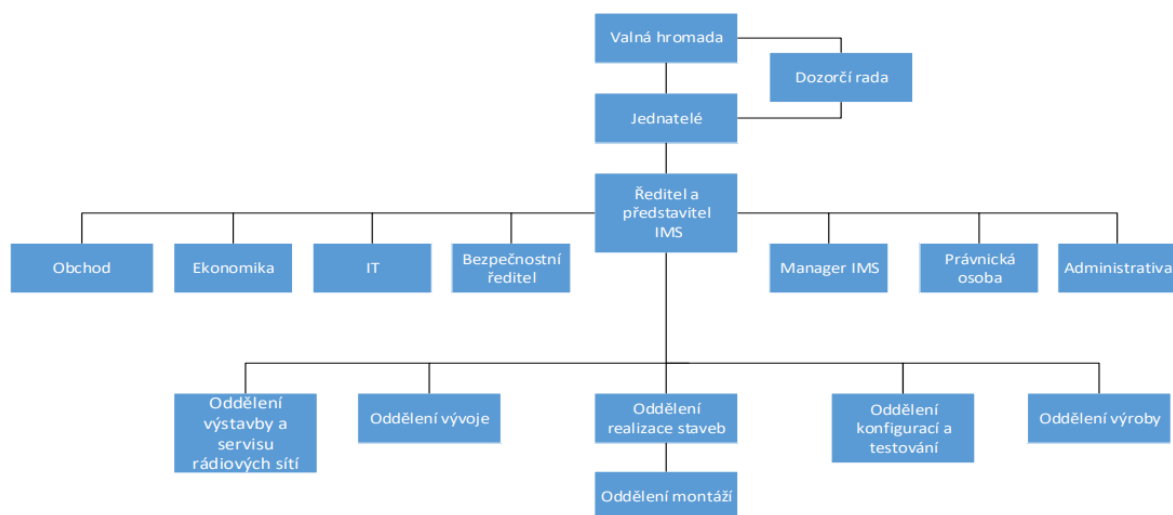 Valná hromada
Dozorčí rada
Jednatelé
Ředitel a
představitel
IMS
Obchod
Ekonomika
IT
Bezpečnostní
ředitel
Manager IMS
Právnická
osoba
Administrativa
Oddělení
výstavby a
servisu
rádiových sítí
Oddělení vývoje
Oddělení
realizace staveb
Oddělení
konfigurací a
testování
Oddělení výroby
Oddělení montáží